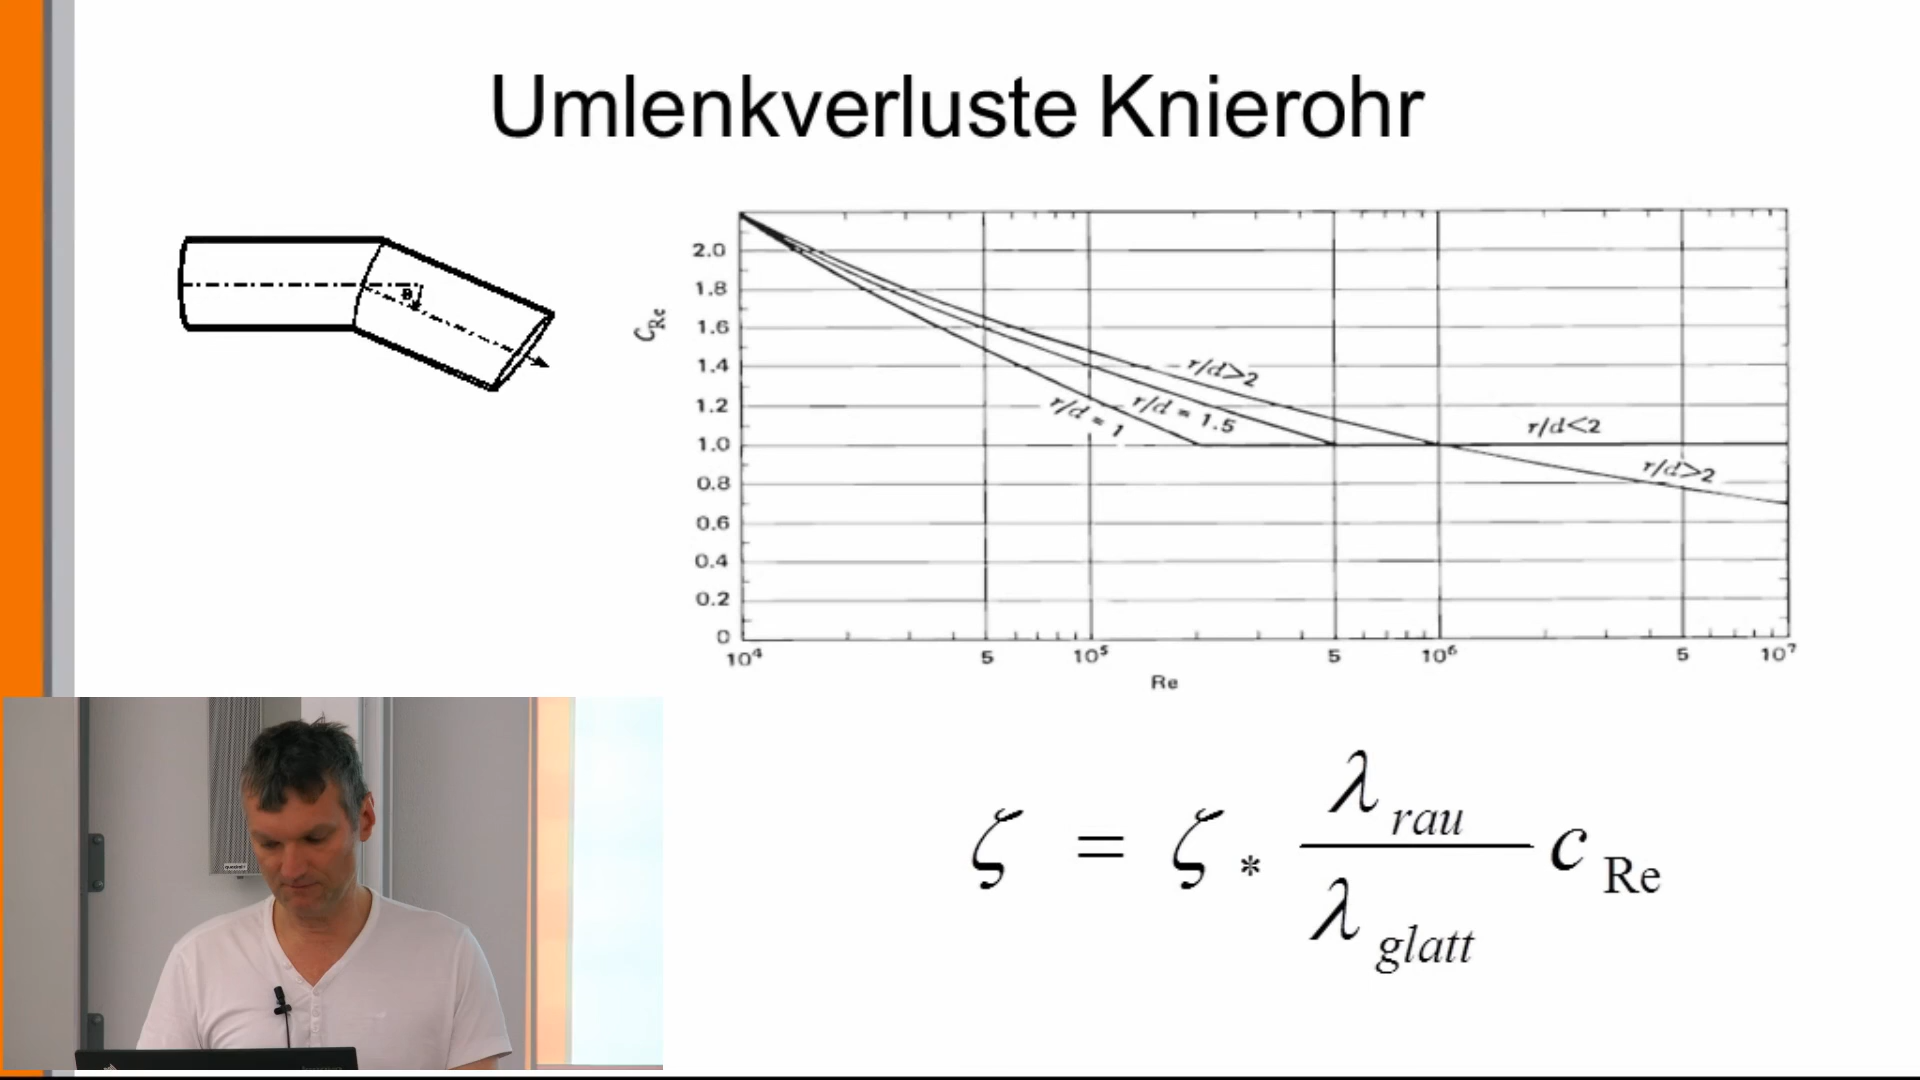 Umlenkverluste Knierohr
θ
C_Re
2.0
1.8
1.6
1.4
1.2
1.0
0.8
0.6
0.4
0.2
0
r/d>2
r/d = 1.5
r/d = 1
r/d<2
r/d>2
10⁴ 5 10⁵ 5 10⁶ 5 10⁷
Re
ζ = ζ* λ_rau / λ_glatt c_Re